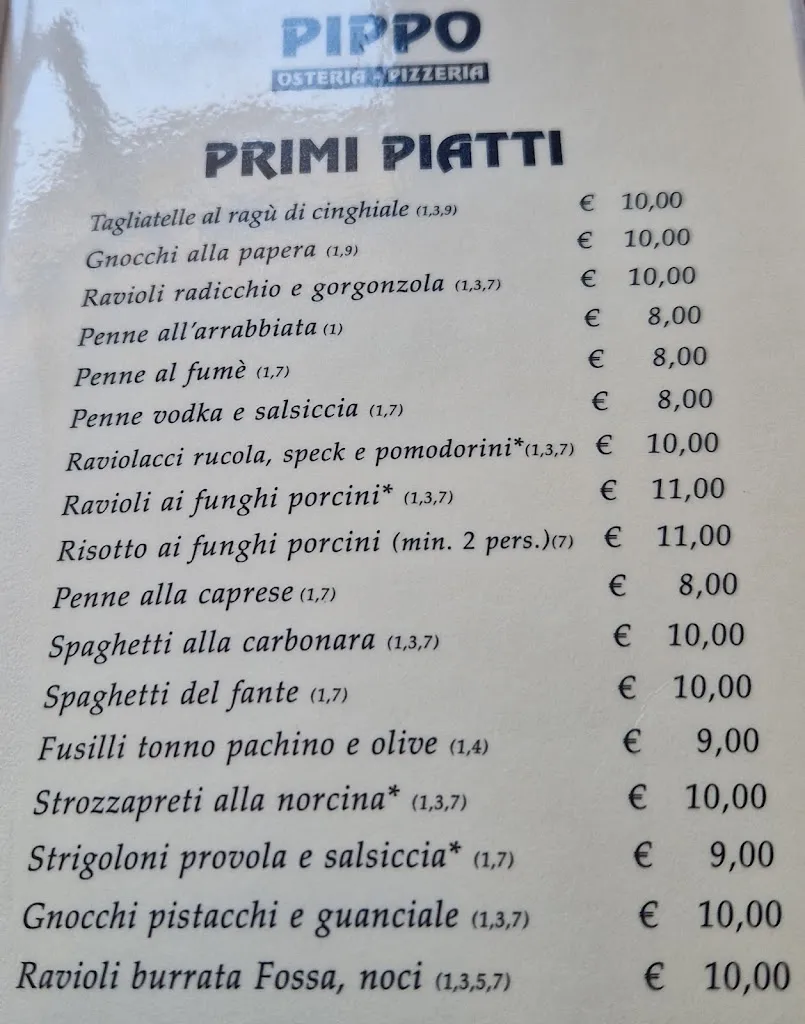 PIPPO
OSTERIA - PIZZERIA
PRIMI PIATTI
Tagliatelle al ragù di cinghiale (1,3,9) € 10,00
Gnocchi alla papera (1,9) € 10,00
Ravioli radicchio e gorgonzola (1,3,7) € 10,00
Penne all'arrabbiata (1) € 8,00
Penne al fumè (1,7) € 8,00
Penne vodka e salsiccia (1,7) € 8,00
Raviolacci rucola, speck e pomodorini*(1,3,7) € 10,00
Ravioli ai funghi porcini* (1,3,7) € 11,00
Risotto ai funghi porcini (min. 2 pers.)(7) € 11,00
Penne alla caprese (1,7) € 8,00
Spaghetti alla carbonara (1,3,7) € 10,00
Spaghetti del fante (1,7) € 10,00
Fusilli tonno pachino e olive (1,4) € 9,00
Strozzapreti alla norcina* (1,3,7) € 10,00
Strigoloni provola e salsiccia* (1,7) € 9,00
Gnocchi pistacchi e guanciale (1,3,7) € 10,00
Ravioli burrata Fossa, noci (1,3,5,7) € 10,00